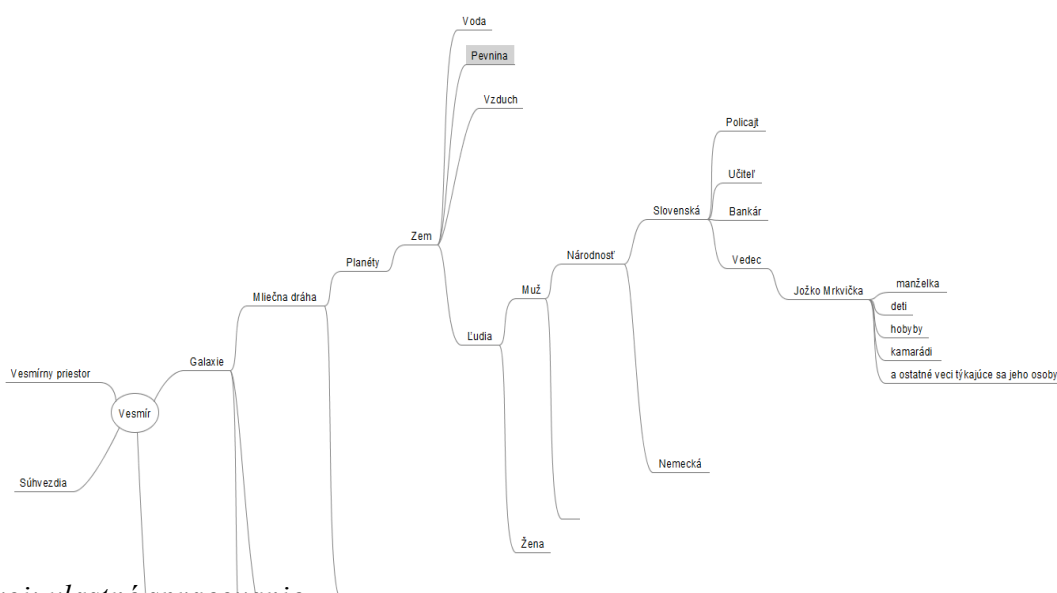 Voda
Pevnina
Vzduch
Policajt
Učiteľ
Slovenská
Bankár
Zem
Národnosť
Vedec
Planéty
manželka
Muž
Jožko Mrkvička
Mliečna dráha
deti
hobyby
Ľudia
kamarádi
Galaxie
Vesmírny priestor
a ostatné veci týkajúce sa jeho osoby
Vesmír
Nemecká
Súhvezdia
Žena